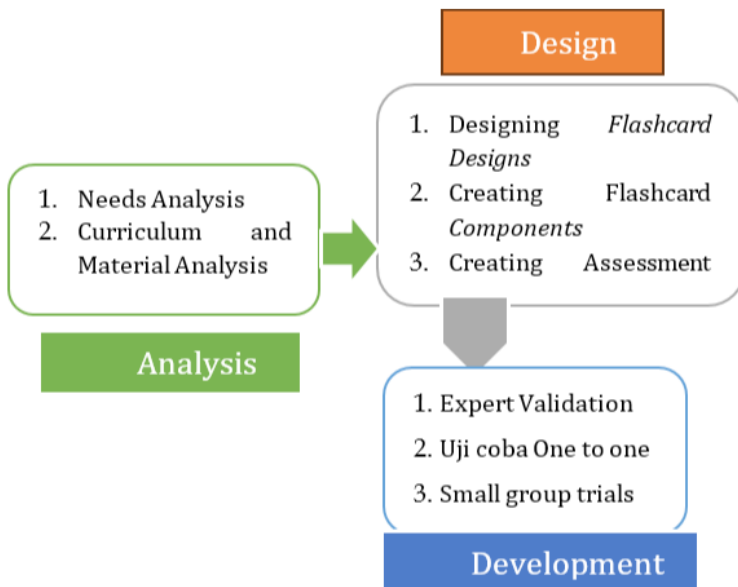 Design
1. Designing Flashcard
Designs
2. Creating Flashcard
Components
3. Creating Assessment
1. Needs Analysis
2. Curriculum and
Material Analysis
Analysis
1. Expert Validation
2. Uji coba One to one
3. Small group trials
Development